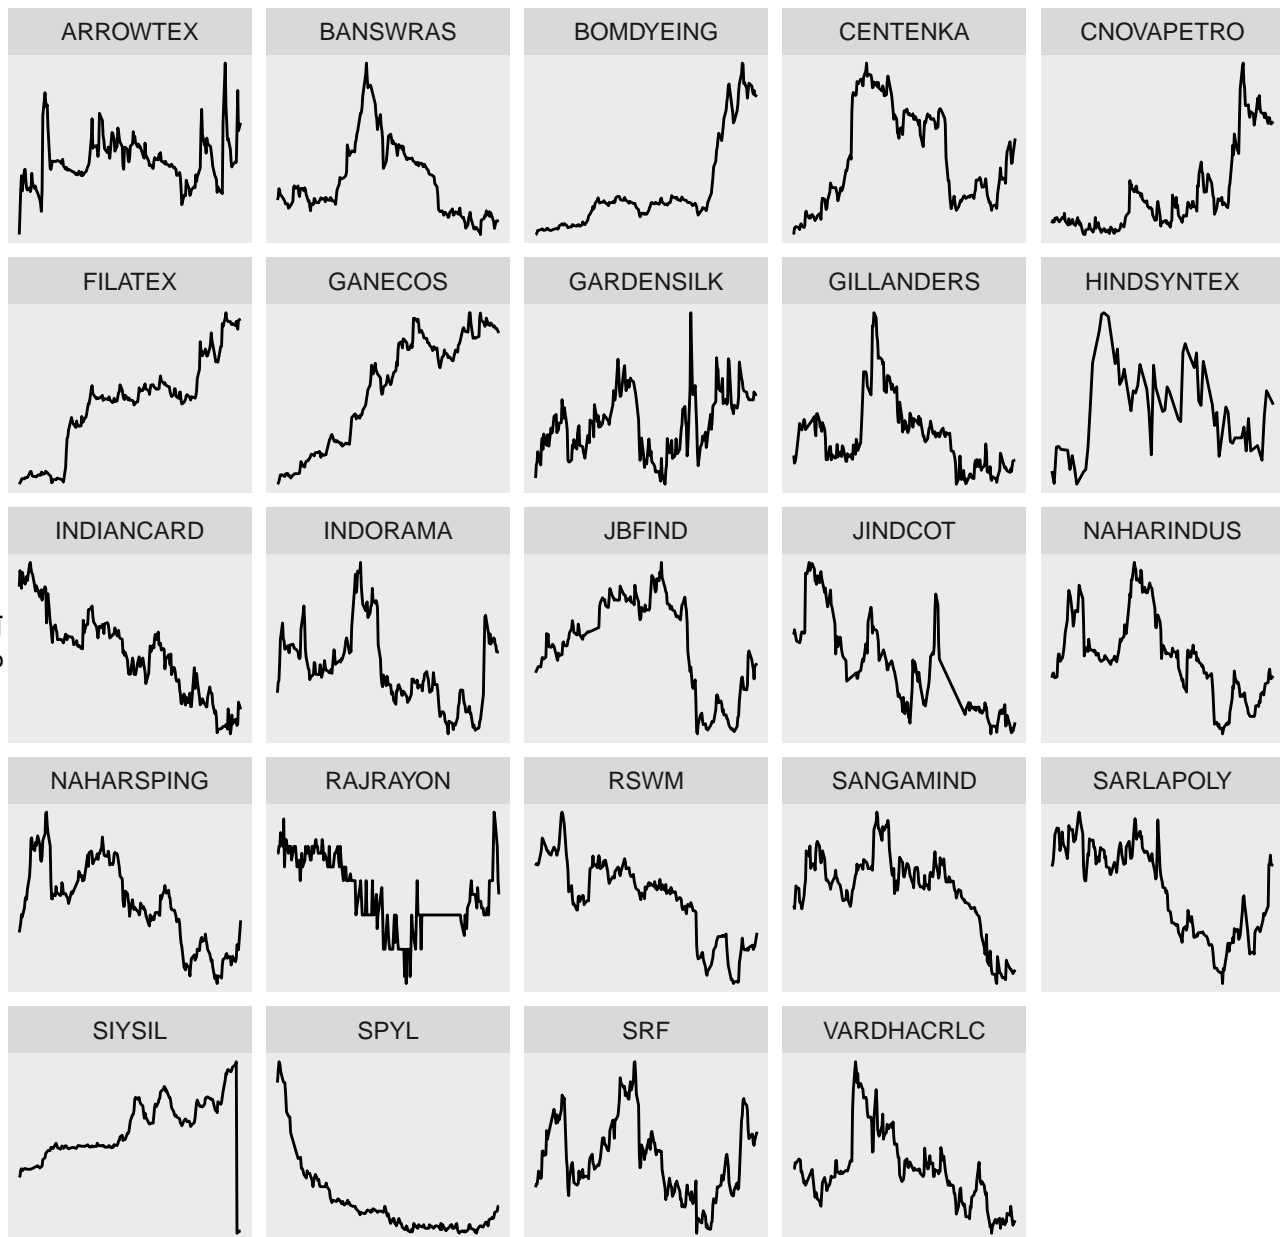 ARROWTEX
BANSWRAS
BOMDYEING
CENTENKA
CNOVAPETRO
FILATEX
GANECOS
GARDENSILK
GILLANDERS
HINDSYNTEX
INDIANCARD
INDORAMA
JBFIND
JINDCOT
NAHARINDUS
NAHARSPING
RAJRAYON
RSWM
SANGAMIND
SARLAPOLY
SIYSIL
SPYL
SRF
VARDHACRLC